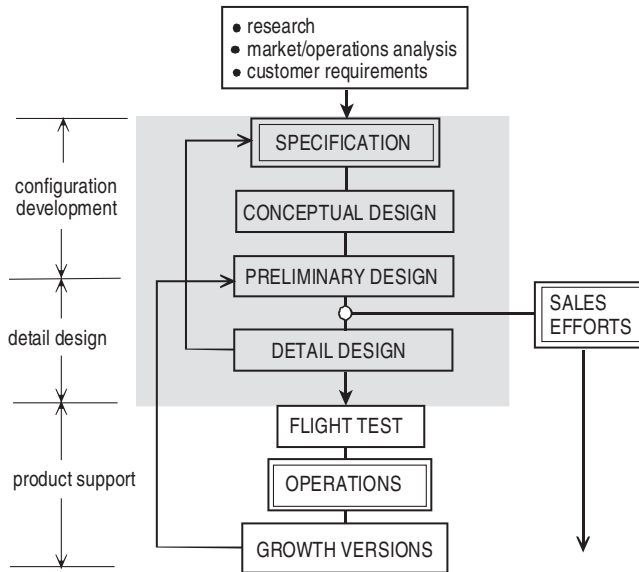 ● research
● market/operations analysis
● customer requirements
SPECIFICATION
configuration
development
CONCEPTUAL DESIGN
PRELIMINARY DESIGN
SALES
EFFORTS
detail design
DETAIL DESIGN
FLIGHT TEST
product support
OPERATIONS
GROWTH VERSIONS